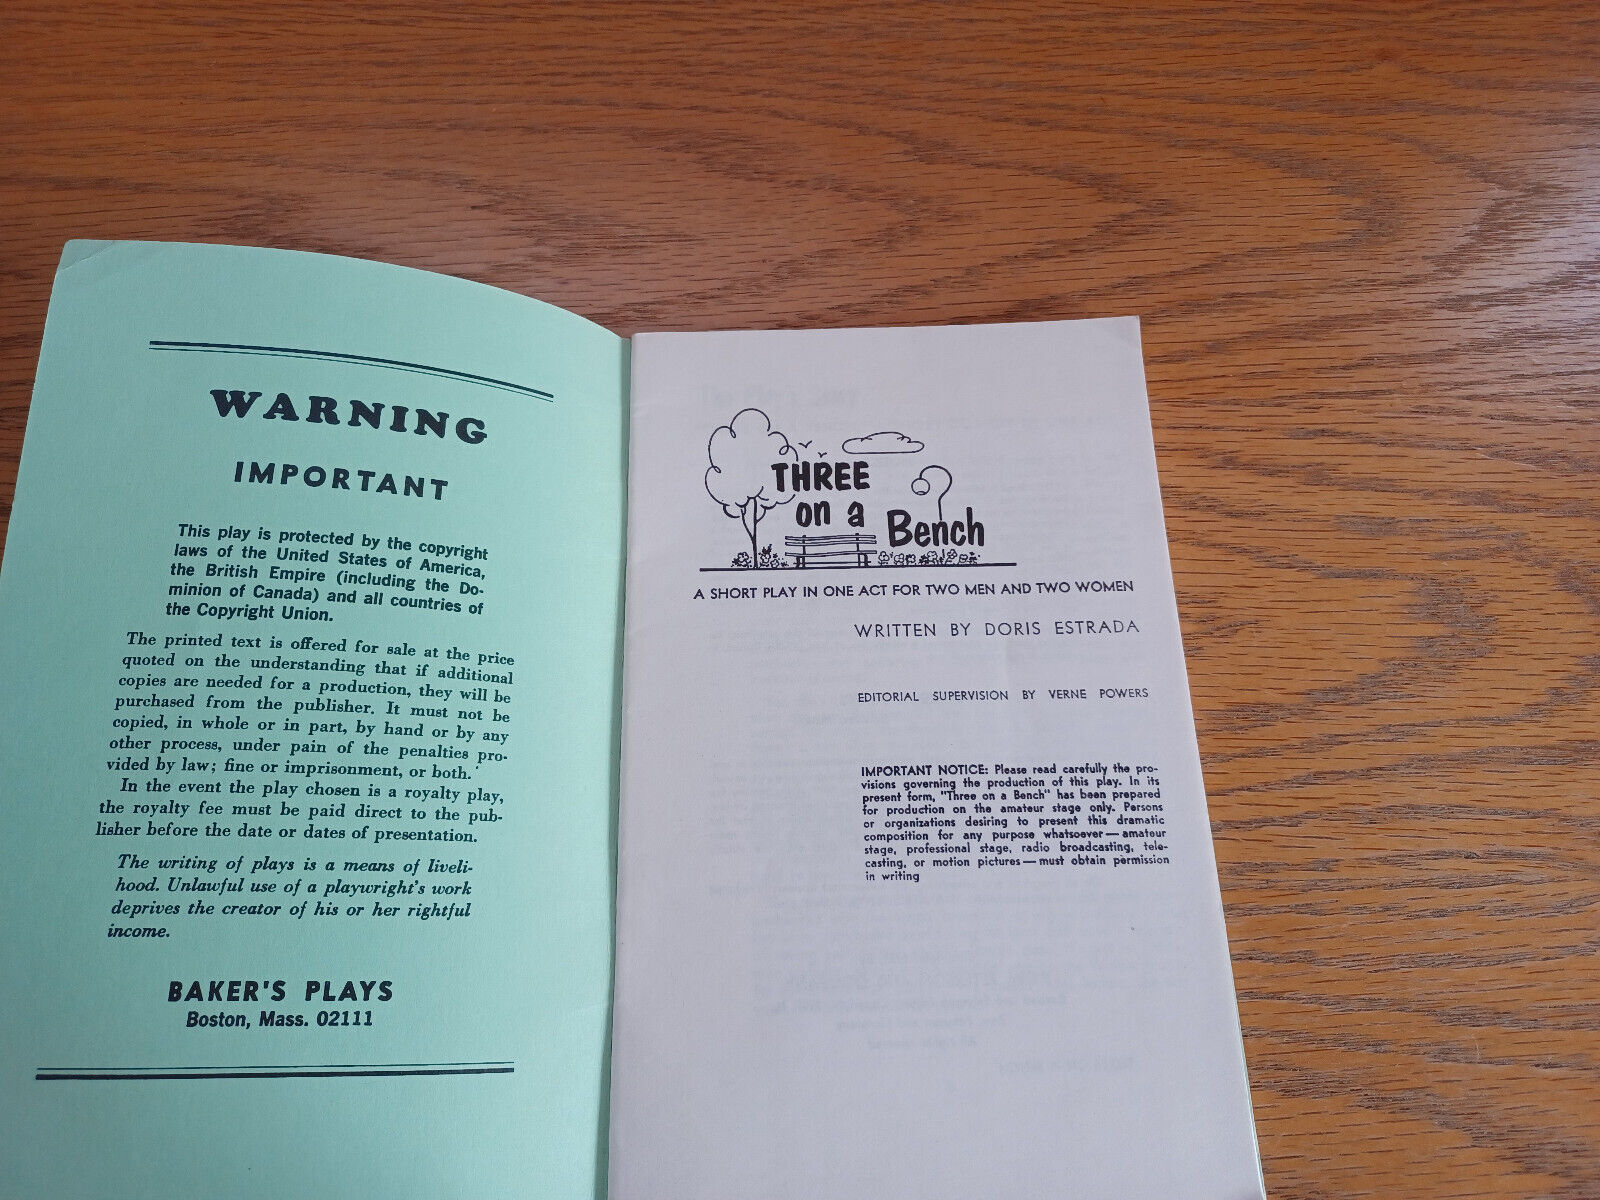 WARNING
IMPORTANT
This play is protected by the copyright
laws of the United States of America,
the British Empire (including the Do-
minion of Canada) and all countries of
the Copyright Union.
The printed text is offered for sale at the price
quoted on the understanding that if additional
copies are needed for a production, they will be
purchased from the publisher. It must not be
copied, in whole or in part, by hand or by any
other process, under pain of the penalties pro-
vided by law; fine or imprisonment, or both.
In the event the play chosen is a royalty play,
the royalty fee must be paid direct to the pub-
lisher before the date or dates of presentation.
The writing of plays is a means of liveli-
hood. Unlawful use of a playwright's work
deprives the creator of his or her rightful
income.
BAKER'S PLAYS
Boston, Mass. 02111
THREE
on a
Bench
A SHORT PLAY IN ONE ACT FOR TWO MEN AND TWO WOMEN
WRITTEN BY DORIS ESTRADA
EDITORIAL SUPERVISION BY VERNE POWERS
IMPORTANT NOTICE: Please read carefully the pro-
visions governing the production of this play. In its
present form, "Three on a Bench" has been prepared
for production on the amateur stage only. Persons
or organizations desiring to present this dramatic
composition for any purpose whatsoever — amateur
stage, professional stage, radio broadcasting, tele-
casting, or motion pictures — must obtain permission
in writing